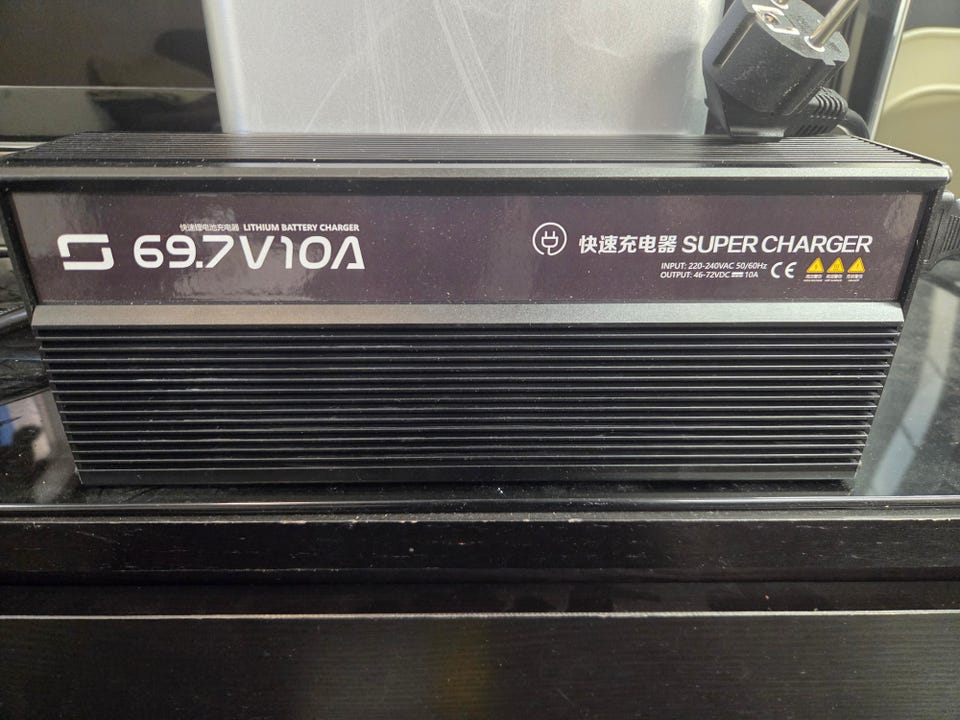 快速锂电池充电器 LITHIUM BATTERY CHARGER
69.7V10A
快速充电器 SUPER CHARGER
INPUT: 220-240VAC 50/60Hz
OUTPUT: 46-72VDC ⎓ 10A
CE